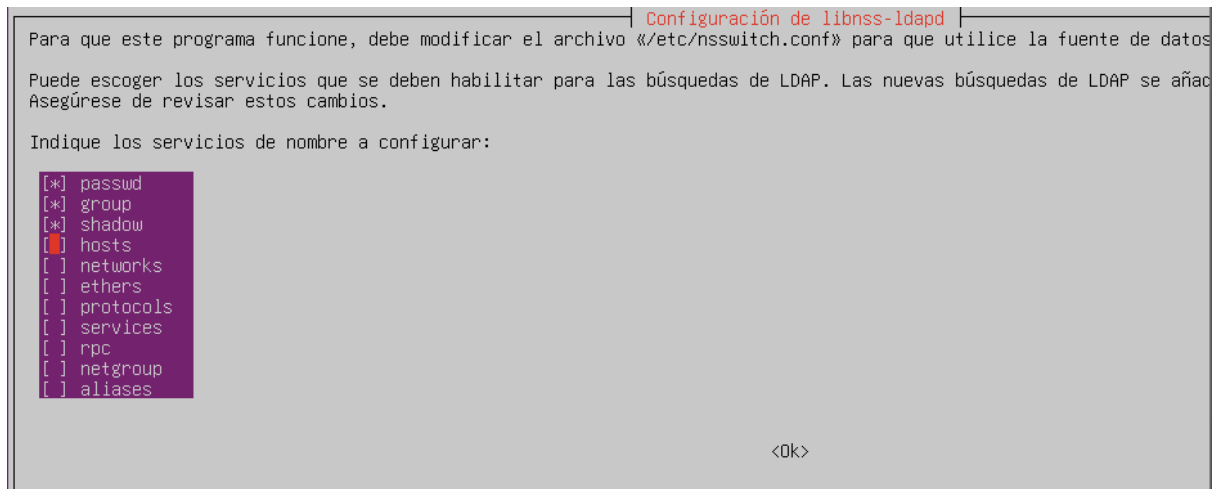 Configuración de libnss-ldapd
Para que este programa funcione, debe modificar el archivo «/etc/nsswitch.conf» para que utilice la fuente de datos
Puede escoger los servicios que se deben habilitar para las búsquedas de LDAP. Las nuevas búsquedas de LDAP se añad
Asegúrese de revisar estos cambios.
Indique los servicios de nombre a configurar:
[*] passwd
[*] group
[*] shadow
[ ] hosts
[ ] networks
[ ] ethers
[ ] protocols
[ ] services
[ ] rpc
[ ] netgroup
[ ] aliases
<Ok>